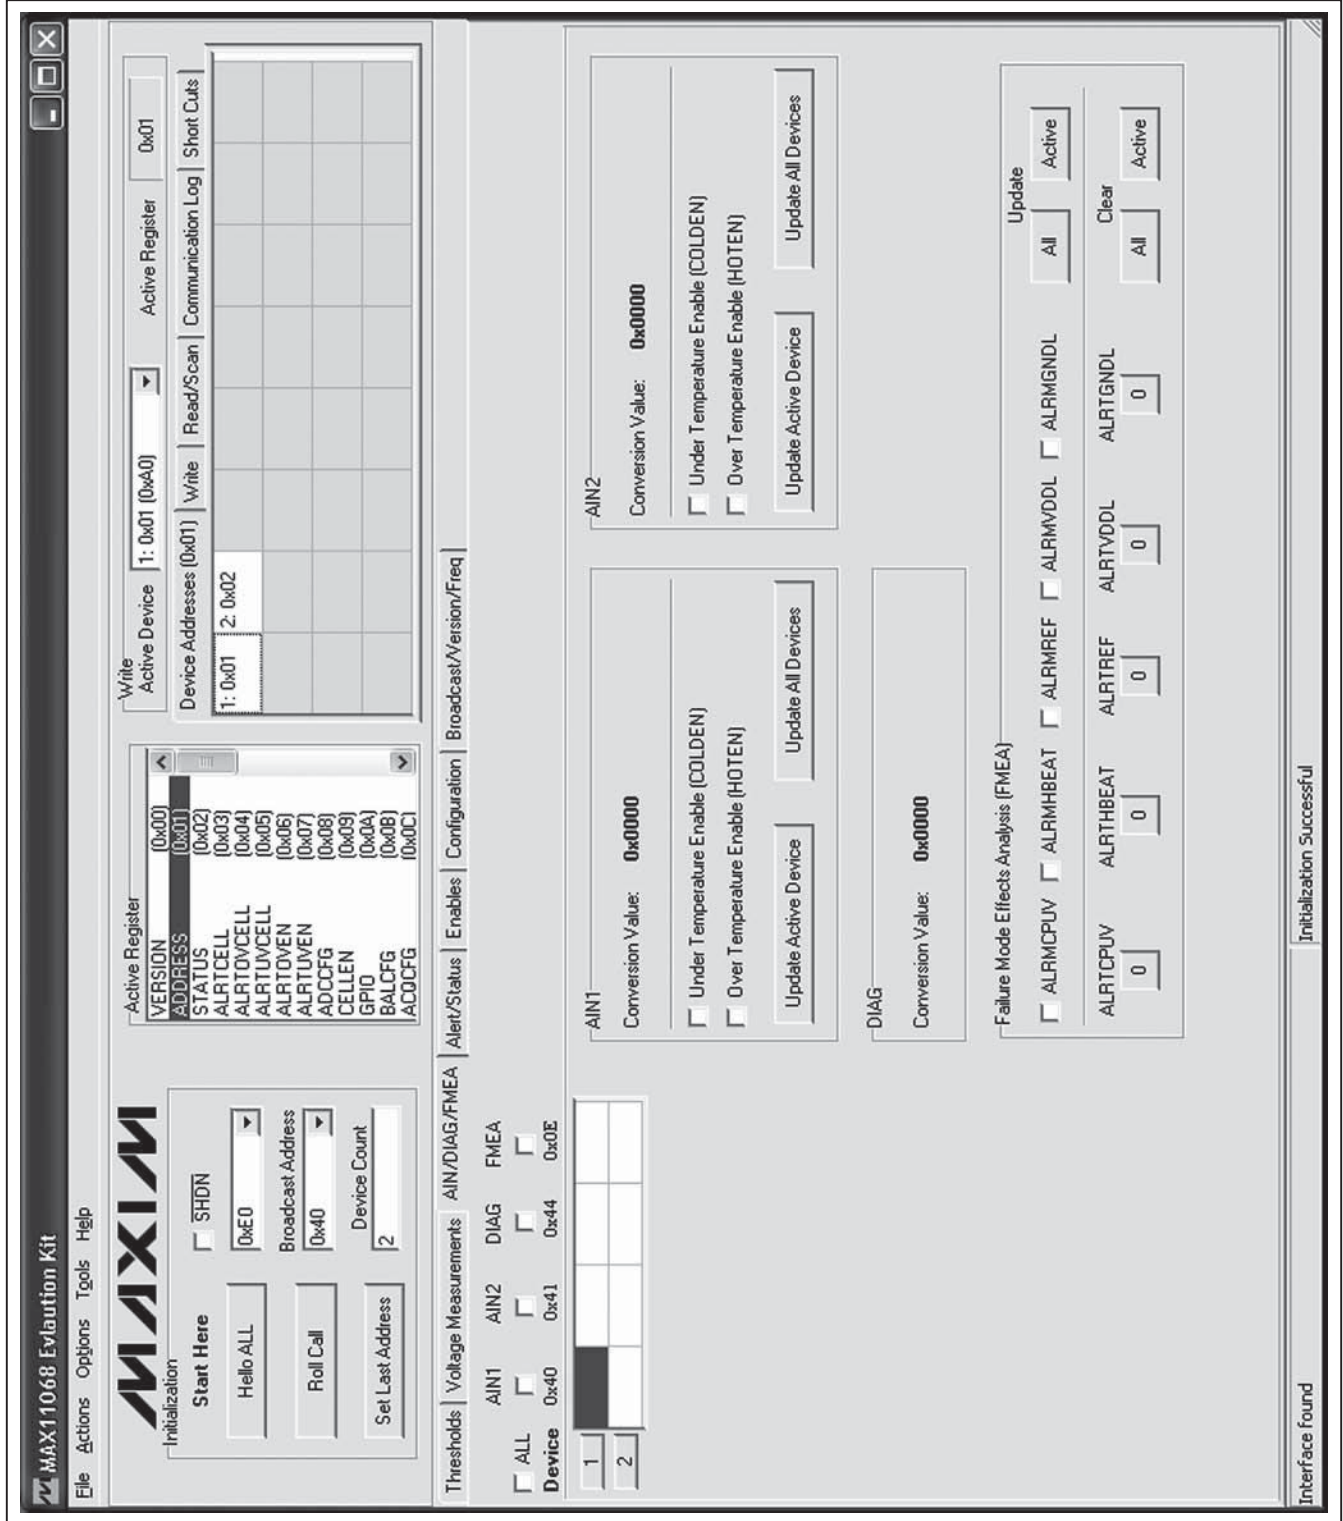 MAX11068 Evlaution Kit
File Actions Options Tools Help
MAXIM
Initialization
Start Here
SHDN
Hello ALL
0xE0
Broadcast Address
Roll Call
0x40
Device Count
Set Last Address
2
Active Register
VERSION (0x00)
ADDRESS (0x01)
STATUS (0x02)
ALRTCELL (0x03)
ALRTOVCELL (0x04)
ALRTUVCELL (0x05)
ALRTOVEN (0x06)
ALRTUVEN (0x07)
ADCCFG (0x08)
CELLEN (0x09)
GPIO (0x0A)
BALCFG (0x0B)
ACQCFG (0x0C)
Write
Active Device 1: 0x01 (0xA0) Active Register 0x01
Device Addresses (0x01) Write Read/Scan Communication Log Short Cuts
1: 0x01 2: 0x02
Thresholds Voltage Measurements AIN/DIAG/FMEA Alert/Status Enables Configuration Broadcast/Version/Freq
AIN1 AIN2 DIAG FMEA
ALL
Device 0x40 0x41 0x44 0x0E
1
2
AIN1
Conversion Value: 0x0000
Under Temperature Enable (COLDEN)
Over Temperature Enable (HOTEN)
Update Active Device Update All Devices
AIN2
Conversion Value: 0x0000
Under Temperature Enable (COLDEN)
Over Temperature Enable (HOTEN)
Update Active Device Update All Devices
DIAG
Conversion Value: 0x0000
Failure Mode Effects Analysis (FMEA)
Update
ALRMCPUV ALRMHBEAT ALRMREF ALRMVDDL ALRMGNDL All Active
Clear
ALRTCPUV ALRTHBEAT ALRTREF ALRTVDDL ALRTGNDL
0 0 0 0 0 All Active
Interface Found Initialization Successful